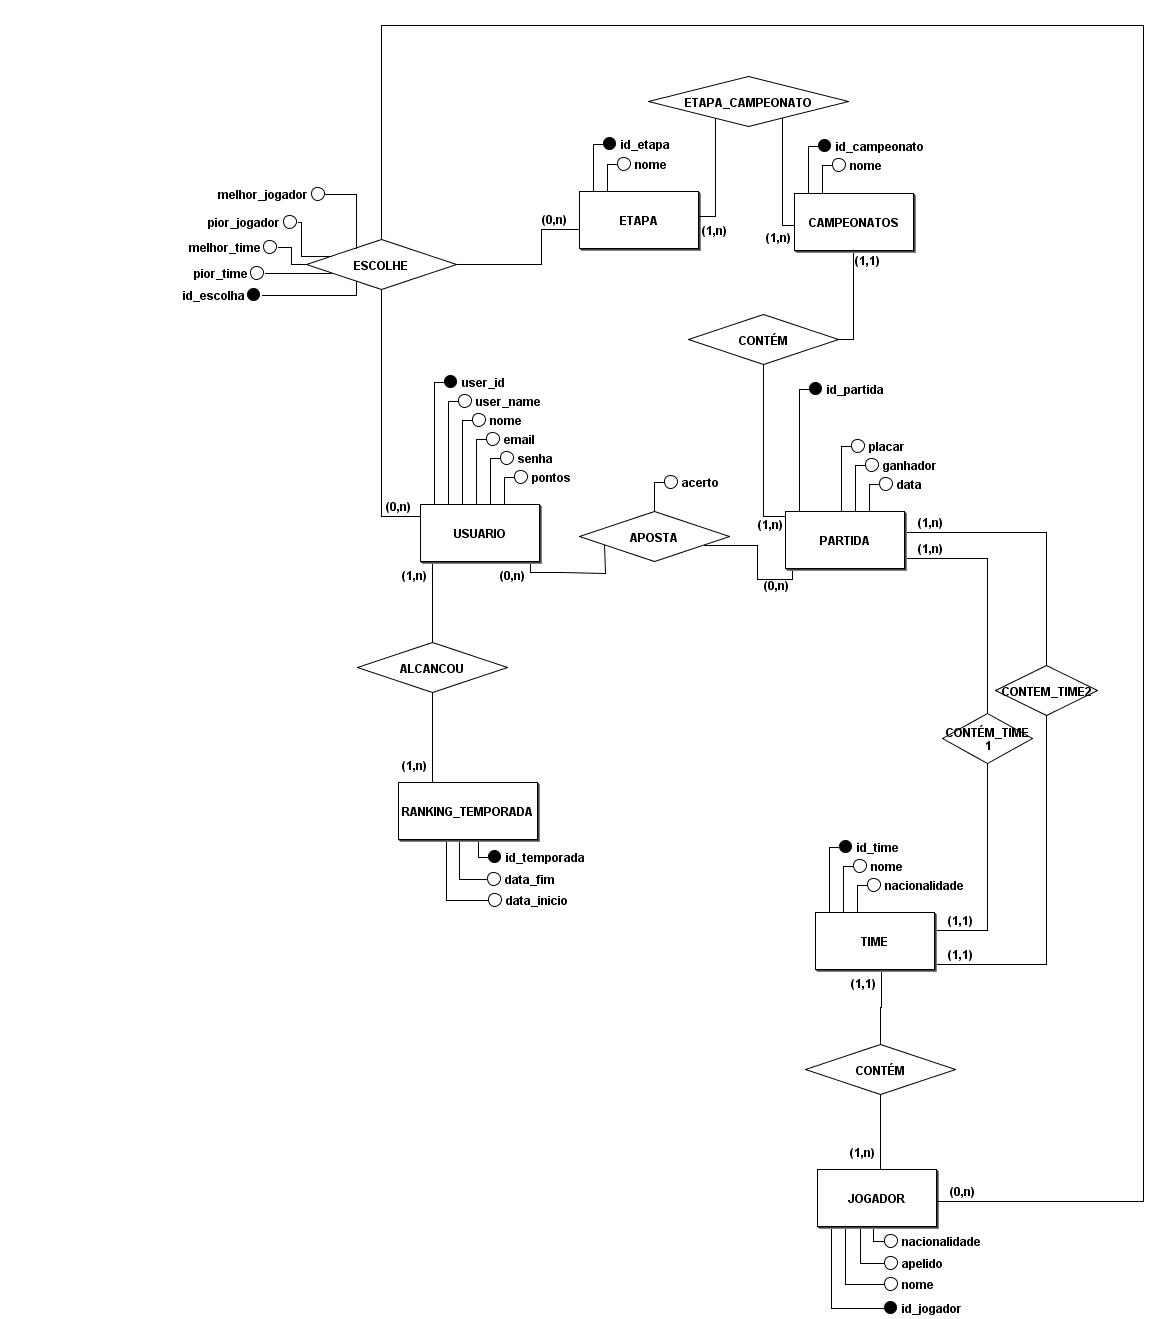 ETAPA_CAMPEONATO
id_etapa
nome
id_campeonato
nome
melhor_jogador
pior_jogador
melhor_time
pior_time
id_escolha
ESCOLHE
(0,n)
ETAPA
(1,n)
(1,n)
CAMPEONATOS
(1,1)
CONTÉM
user_id
user_name
nome
email
senha
pontos
id_partida
placar
ganhador
data
acerto
(0,n)
USUARIO
(1,n)
(0,n)
APOSTA
(0,n)
(1,n)
PARTIDA
(1,n)
(1,n)
ALCANCOU
CONTEM_TIME2
CONTÉM_TIME
1
(1,n)
RANKING_TEMPORADA
id_temporada
data_fim
data_inicio
id_time
nome
nacionalidade
TIME
(1,1)
(1,1)
(1,1)
CONTÉM
(1,n)
JOGADOR
(0,n)
nacionalidade
apelido
nome
id_jogador